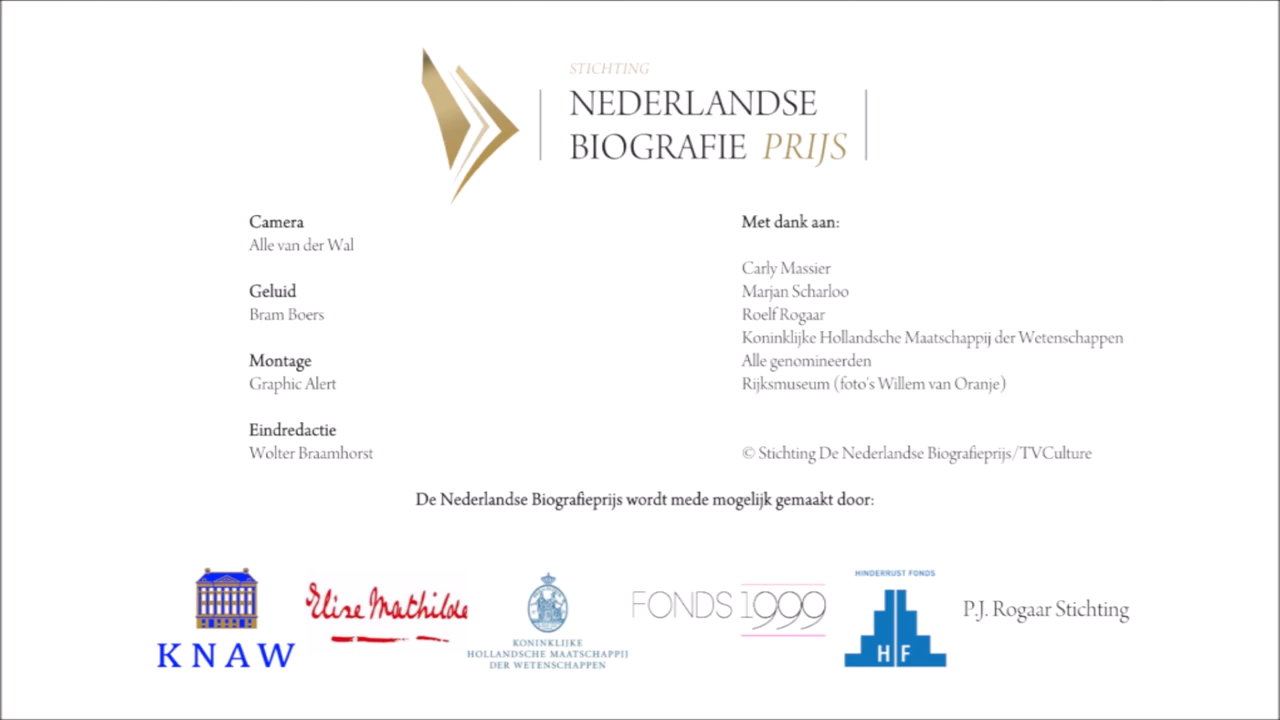 STICHTING
NEDERLANDSE
BIOGRAFIE PRIJS
Camera
Alle van der Wal
Geluid
Bram Boers
Montage
Graphic Alert
Eindredactie
Wolter Braamhorst
Met dank aan:
Carly Massier
Marjan Scharloo
Roelf Rogaar
Koninklijke Hollandsche Maatschappij der Wetenschappen
Alle genomineerden
Rijksmuseum (foto's Willem van Oranje)
© Stichting De Nederlandse Biografieprijs/TVCulture
De Nederlandse Biografieprijs wordt mede mogelijk gemaakt door:
KNAW
Elise Mathilde
KONINKLIJKE
HOLLANDSCHE MAATSCHAPPIJ
DER WETENSCHAPPEN
FONDS 1999
HINDERRUST FONDS
HF
P.J. Rogaar Stichting